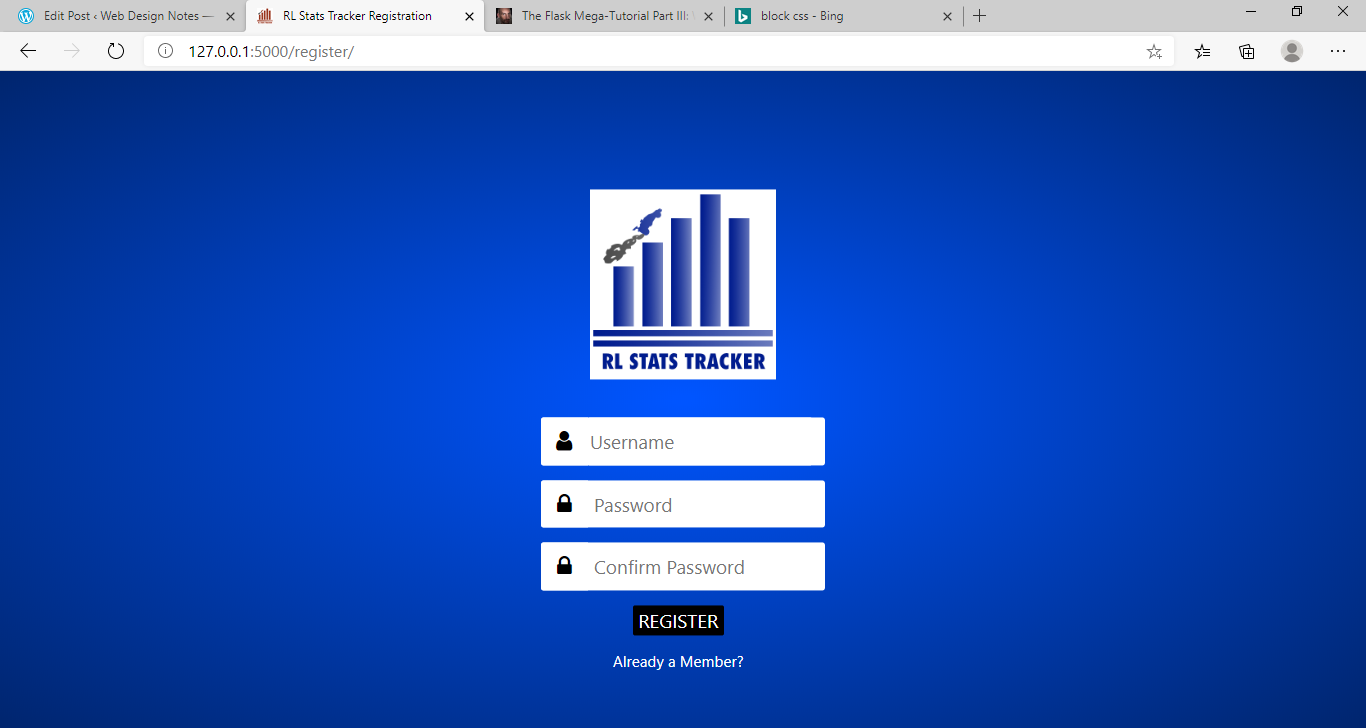 Edit Post ‹ Web Design Notes —
RL Stats Tracker Registration
The Flask Mega-Tutorial Part III:
block css - Bing
127.0.0.1:5000/register/
RL STATS TRACKER
Username
Password
Confirm Password
REGISTER
Already a Member?